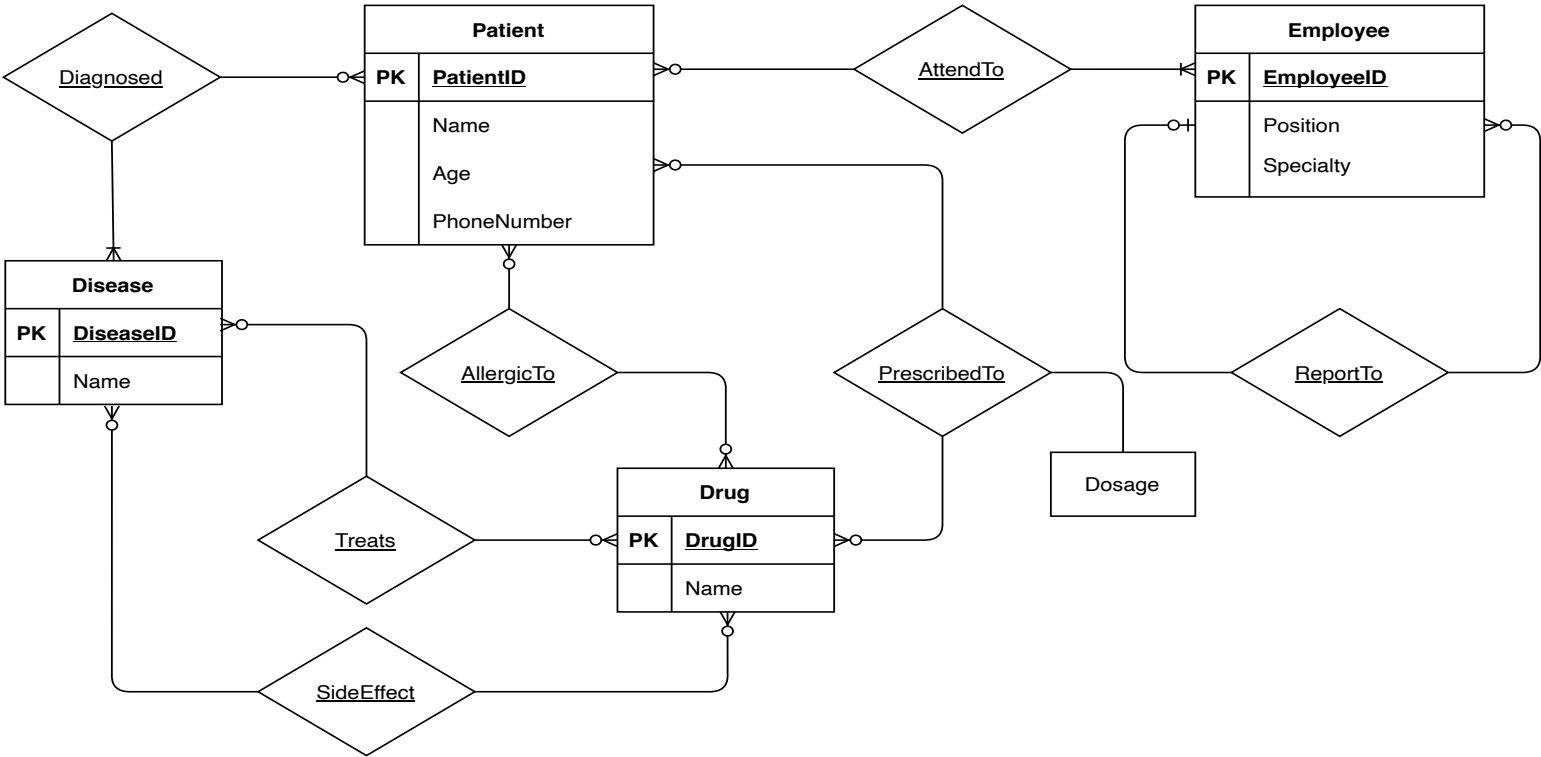 Patient
Employee
Diagnosed
PK PatientID
AttendTo
PK EmployeeID
Name
Position
Age
Specialty
PhoneNumber
Disease
PK DiseaseID
Name
AllergicTo
PrescribedTo
ReportTo
Drug
Dosage
Treats
PK DrugID
Name
SideEffect